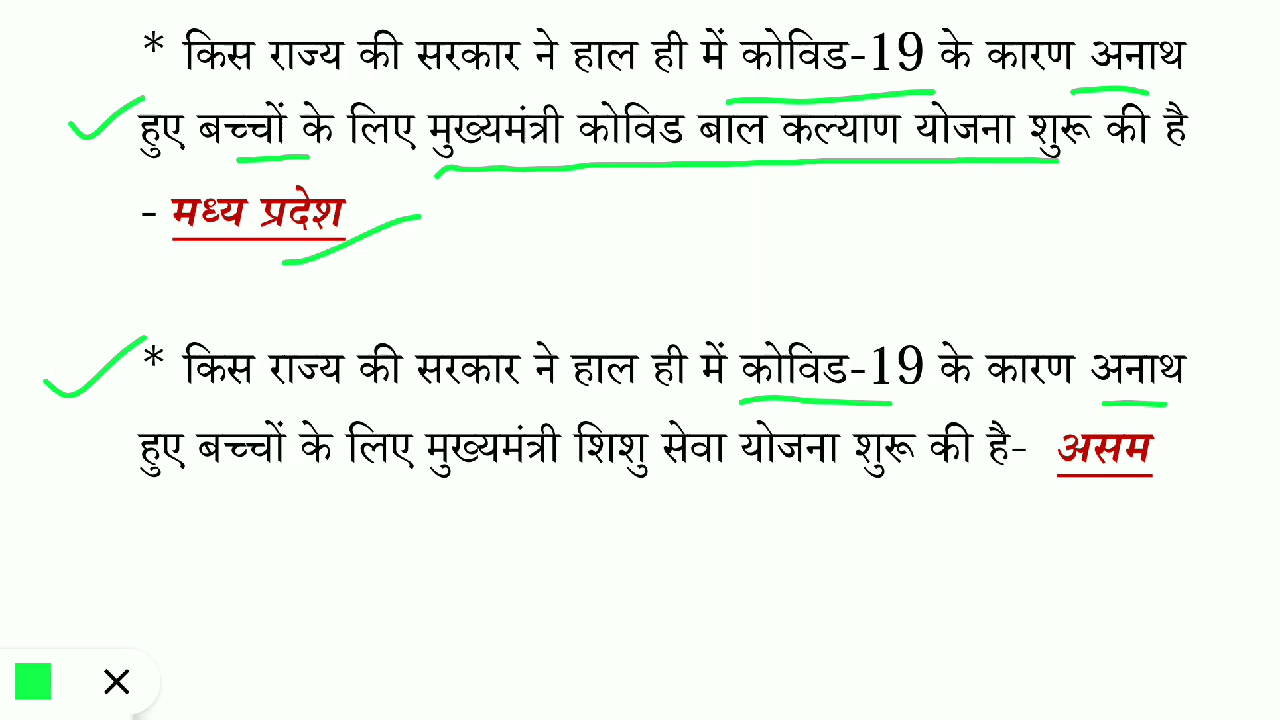 * किस राज्य की सरकार ने हाल ही में कोविड-19 के कारण अनाथ
हुए बच्चों के लिए मुख्यमंत्री कोविड बाल कल्याण योजना शुरू की है
- मध्य प्रदेश
* किस राज्य की सरकार ने हाल ही में कोविड-19 के कारण अनाथ
हुए बच्चों के लिए मुख्यमंत्री शिशु सेवा योजना शुरू की है- असम